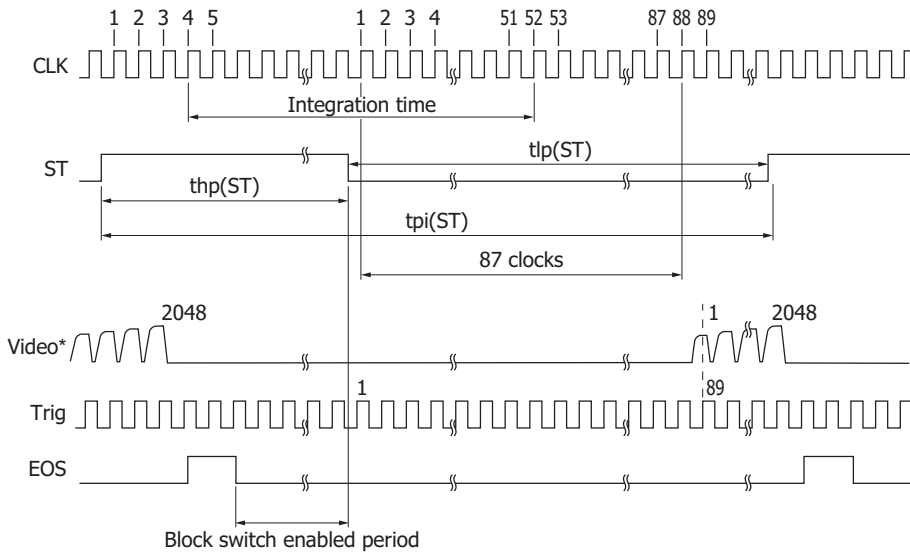 1 2 3 4 5 1 2 3 4 51 52 53 87 88 89
CLK
Integration time
ST
tlp(ST)
thp(ST)
tpi(ST)
87 clocks
2048 1 2048
Video*
1 89
Trig
EOS
Block switch enabled period